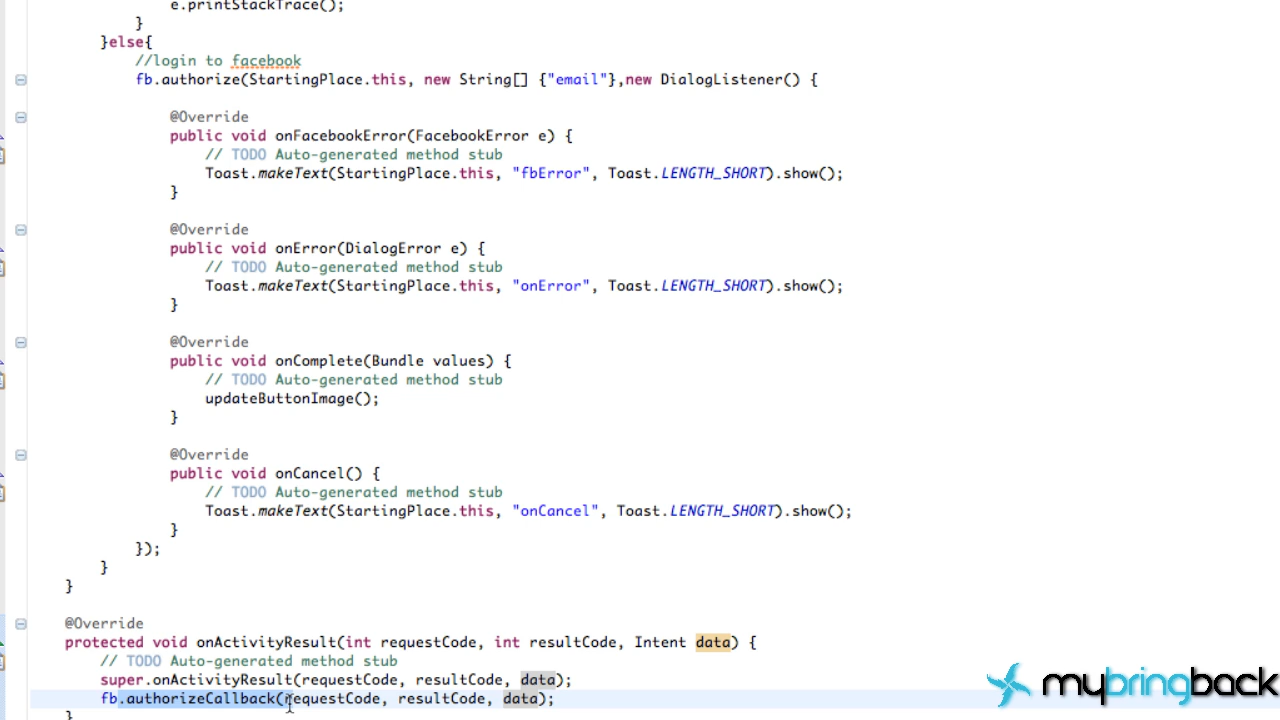 e.printStackTrace();
}
}else{
//login to facebook
fb.authorize(StartingPlace.this, new String[] {"email"},new DialogListener() {
@Override
public void onFacebookError(FacebookError e) {
// TODO Auto-generated method stub
Toast.makeText(StartingPlace.this, "fbError", Toast.LENGTH_SHORT).show();
}
@Override
public void onError(DialogError e) {
// TODO Auto-generated method stub
Toast.makeText(StartingPlace.this, "onError", Toast.LENGTH_SHORT).show();
}
@Override
public void onComplete(Bundle values) {
// TODO Auto-generated method stub
updateButtonImage();
}
@Override
public void onCancel() {
// TODO Auto-generated method stub
Toast.makeText(StartingPlace.this, "onCancel", Toast.LENGTH_SHORT).show();
}
});
}
}
@Override
protected void onActivityResult(int requestCode, int resultCode, Intent data) {
// TODO Auto-generated method stub
super.onActivityResult(requestCode, resultCode, data);
fb.authorizeCallback(requestCode, resultCode, data);
}
mybringback